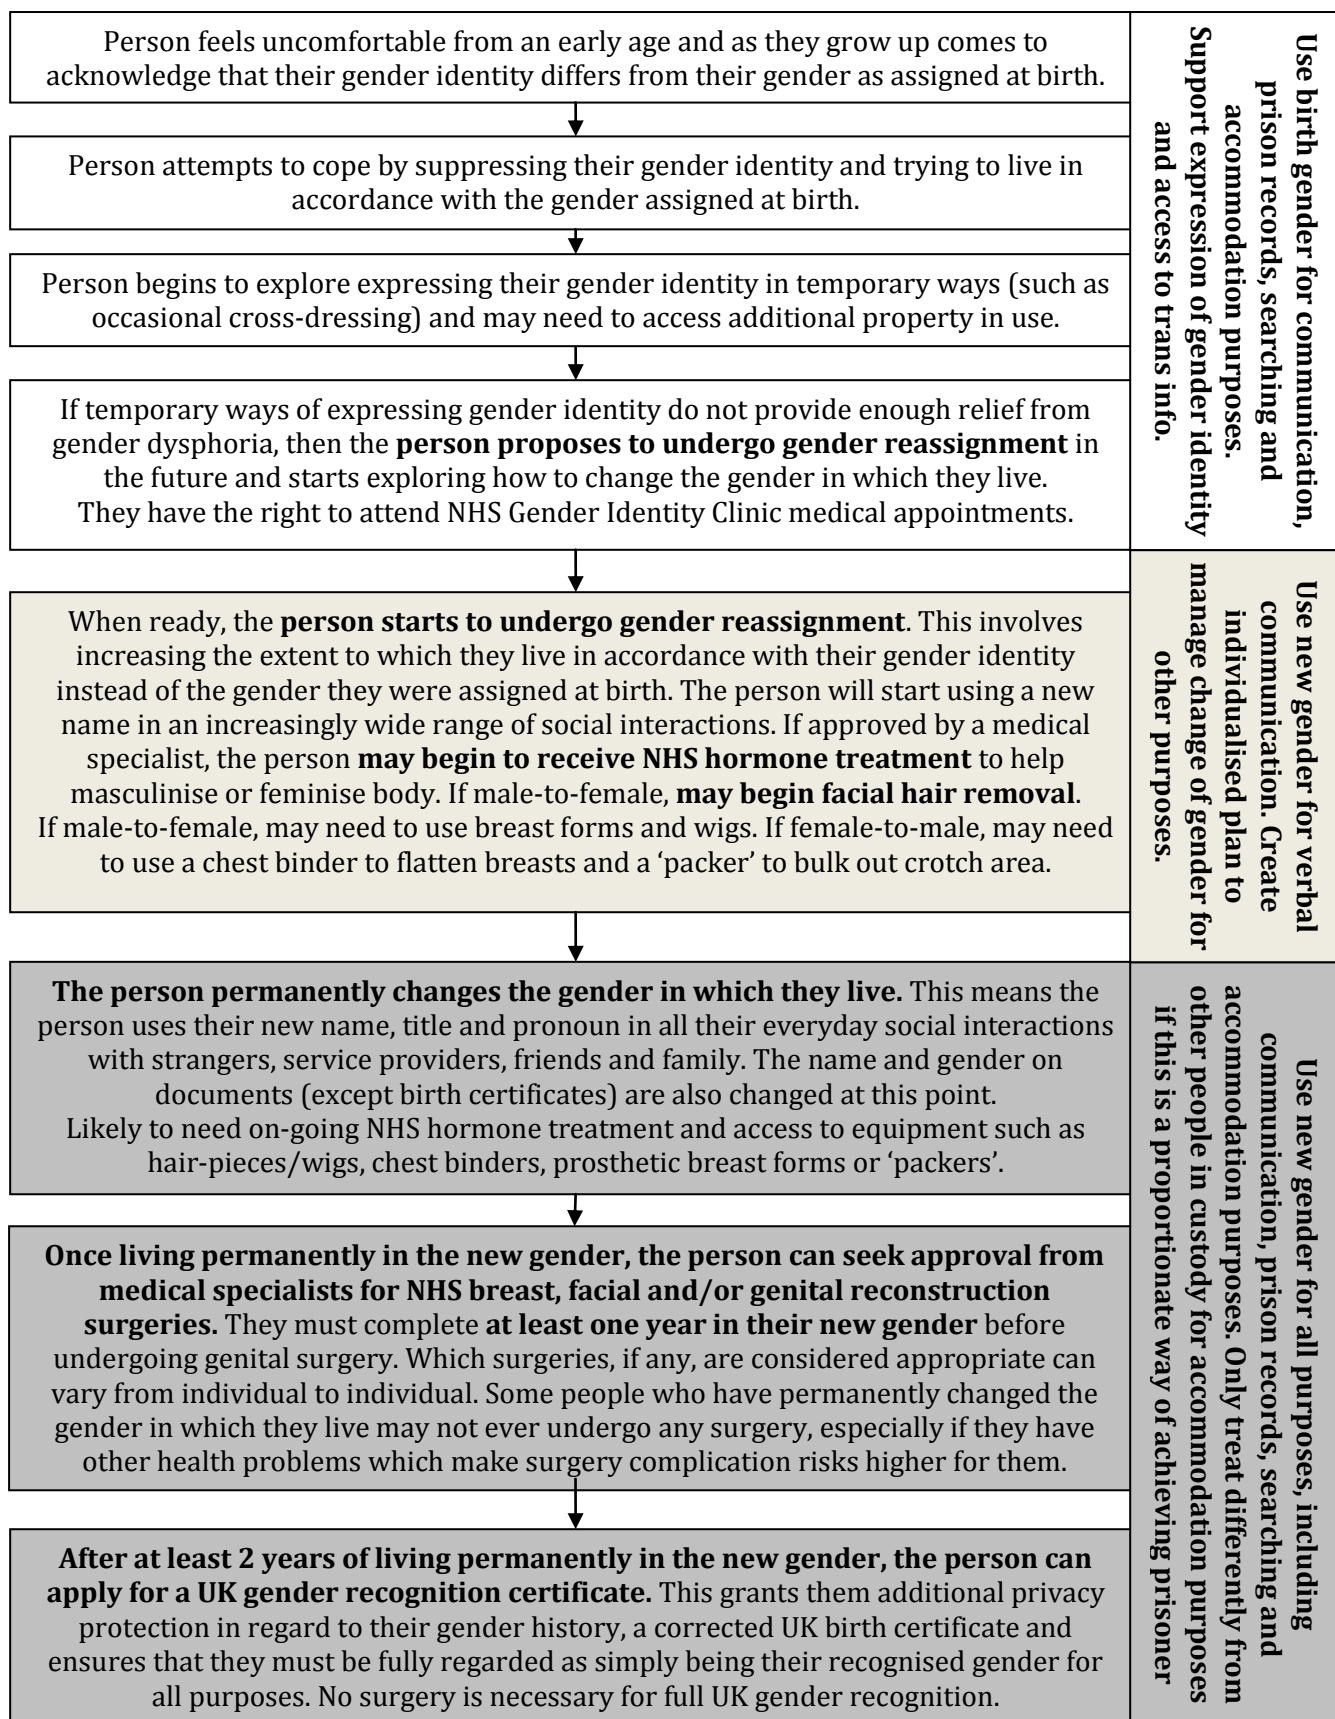 Person feels uncomfortable from an early age and as they grow up comes to
acknowledge that their gender identity differs from their gender as assigned at birth.
Person attempts to cope by suppressing their gender identity and trying to live in
accordance with the gender assigned at birth.
Person begins to explore expressing their gender identity in temporary ways (such as
occasional cross-dressing) and may need to access additional property in use.
If temporary ways of expressing gender identity do not provide enough relief from
gender dysphoria, then the person proposes to undergo gender reassignment in
the future and starts exploring how to change the gender in which they live.
They have the right to attend NHS Gender Identity Clinic medical appointments.
Use birth gender for communication,
prison records, searching and
accommodation purposes.
Support expression of gender identity
and access to trans info.
When ready, the person starts to undergo gender reassignment. This involves
increasing the extent to which they live in accordance with their gender identity
instead of the gender they were assigned at birth. The person will start using a new
name in an increasingly wide range of social interactions. If approved by a medical
specialist, the person may begin to receive NHS hormone treatment to help
masculinise or feminise body. If male-to-female, may begin facial hair removal.
If male-to-female, may need to use breast forms and wigs. If female-to-male, may need
to use a chest binder to flatten breasts and a ‘packer’ to bulk out crotch area.
Use new gender for verbal
communication. Create
individualised plan to
manage change of gender for
other purposes.
The person permanently changes the gender in which they live. This means the
person uses their new name, title and pronoun in all their everyday social interactions
with strangers, service providers, friends and family. The name and gender on
documents (except birth certificates) are also changed at this point.
Likely to need on-going NHS hormone treatment and access to equipment such as
hair-pieces/wigs, chest binders, prosthetic breast forms or ‘packers’.
Once living permanently in the new gender, the person can seek approval from
medical specialists for NHS breast, facial and/or genital reconstruction
surgeries. They must complete at least one year in their new gender before
undergoing genital surgery. Which surgeries, if any, are considered appropriate can
vary from individual to individual. Some people who have permanently changed the
gender in which they live may not ever undergo any surgery, especially if they have
other health problems which make surgery complication risks higher for them.
After at least 2 years of living permanently in the new gender, the person can
apply for a UK gender recognition certificate. This grants them additional privacy
protection in regard to their gender history, a corrected UK birth certificate and
ensures that they must be fully regarded as simply being their recognised gender for
all purposes. No surgery is necessary for full UK gender recognition.
Use new gender for all purposes, including
communication, prison records, searching and
accommodation purposes. Only treat differently from
other people in custody for accommodation purposes
if this is a proportionate way of achieving prisoner